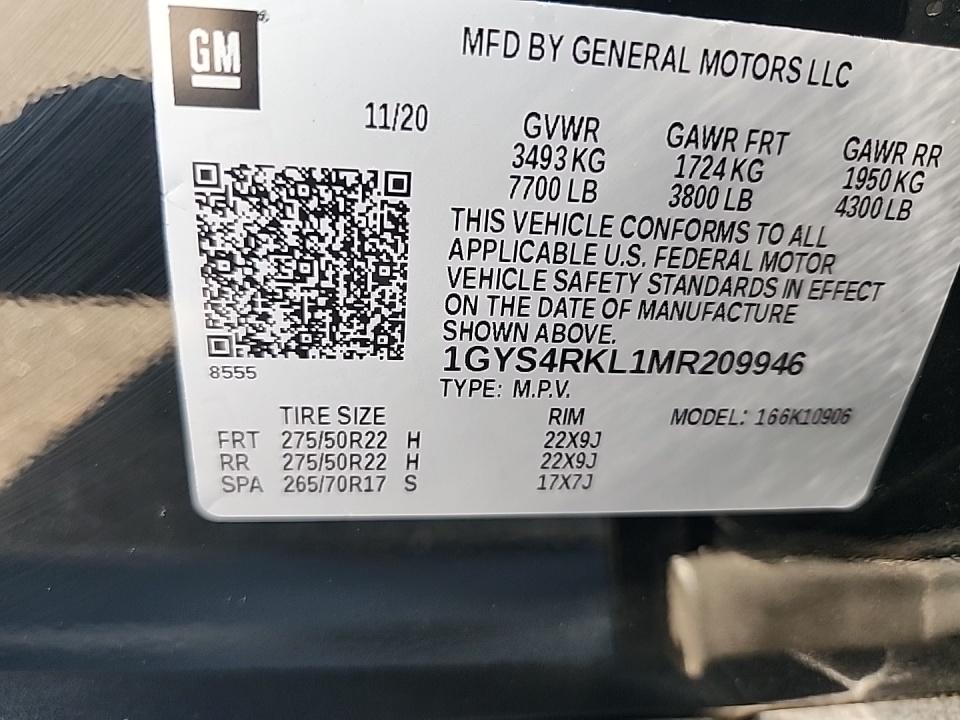 GM
MFD BY GENERAL MOTORS LLC
11/20
GVWR GAWR FRT GAWR RR
3493 KG 1724 KG 1950 KG
7700 LB 3800 LB 4300 LB
THIS VEHICLE CONFORMS TO ALL
APPLICABLE U.S. FEDERAL MOTOR
VEHICLE SAFETY STANDARDS IN EFFECT
ON THE DATE OF MANUFACTURE
SHOWN ABOVE.
8555
1GYS4RKL1MR209946
TYPE: M.P.V.
TIRE SIZE RIM MODEL: 166K10906
FRT 275/50R22 H 22X9J
RR 275/50R22 H 22X9J
SPA 265/70R17 S 17X7J